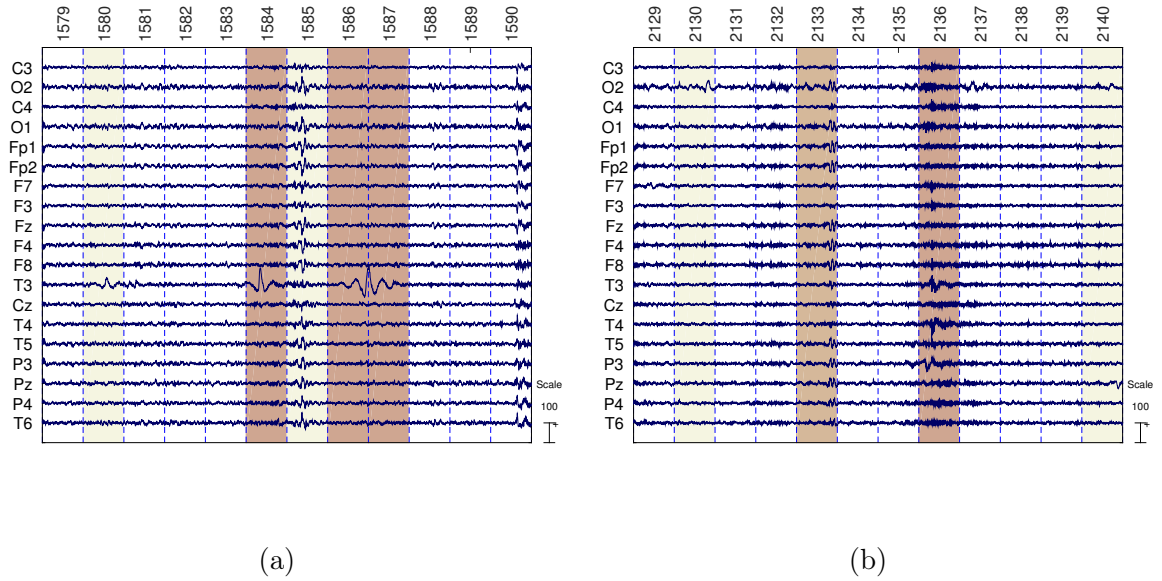 1579 1580 1581 1582 1583 1584 1585 1586 1587 1588 1589 1590
C3
O2
C4
O1
Fp1
Fp2
F7
F3
Fz
F4
F8
T3
Cz
T4
T5
P3
Pz
P4
T6
Scale
100
+
(a)
2129 2130 2131 2132 2133 2134 2135 2136 2137 2138 2139 2140
C3
O2
C4
O1
Fp1
Fp2
F7
F3
Fz
F4
F8
T3
Cz
T4
T5
P3
Pz
P4
T6
Scale
100
+
(b)